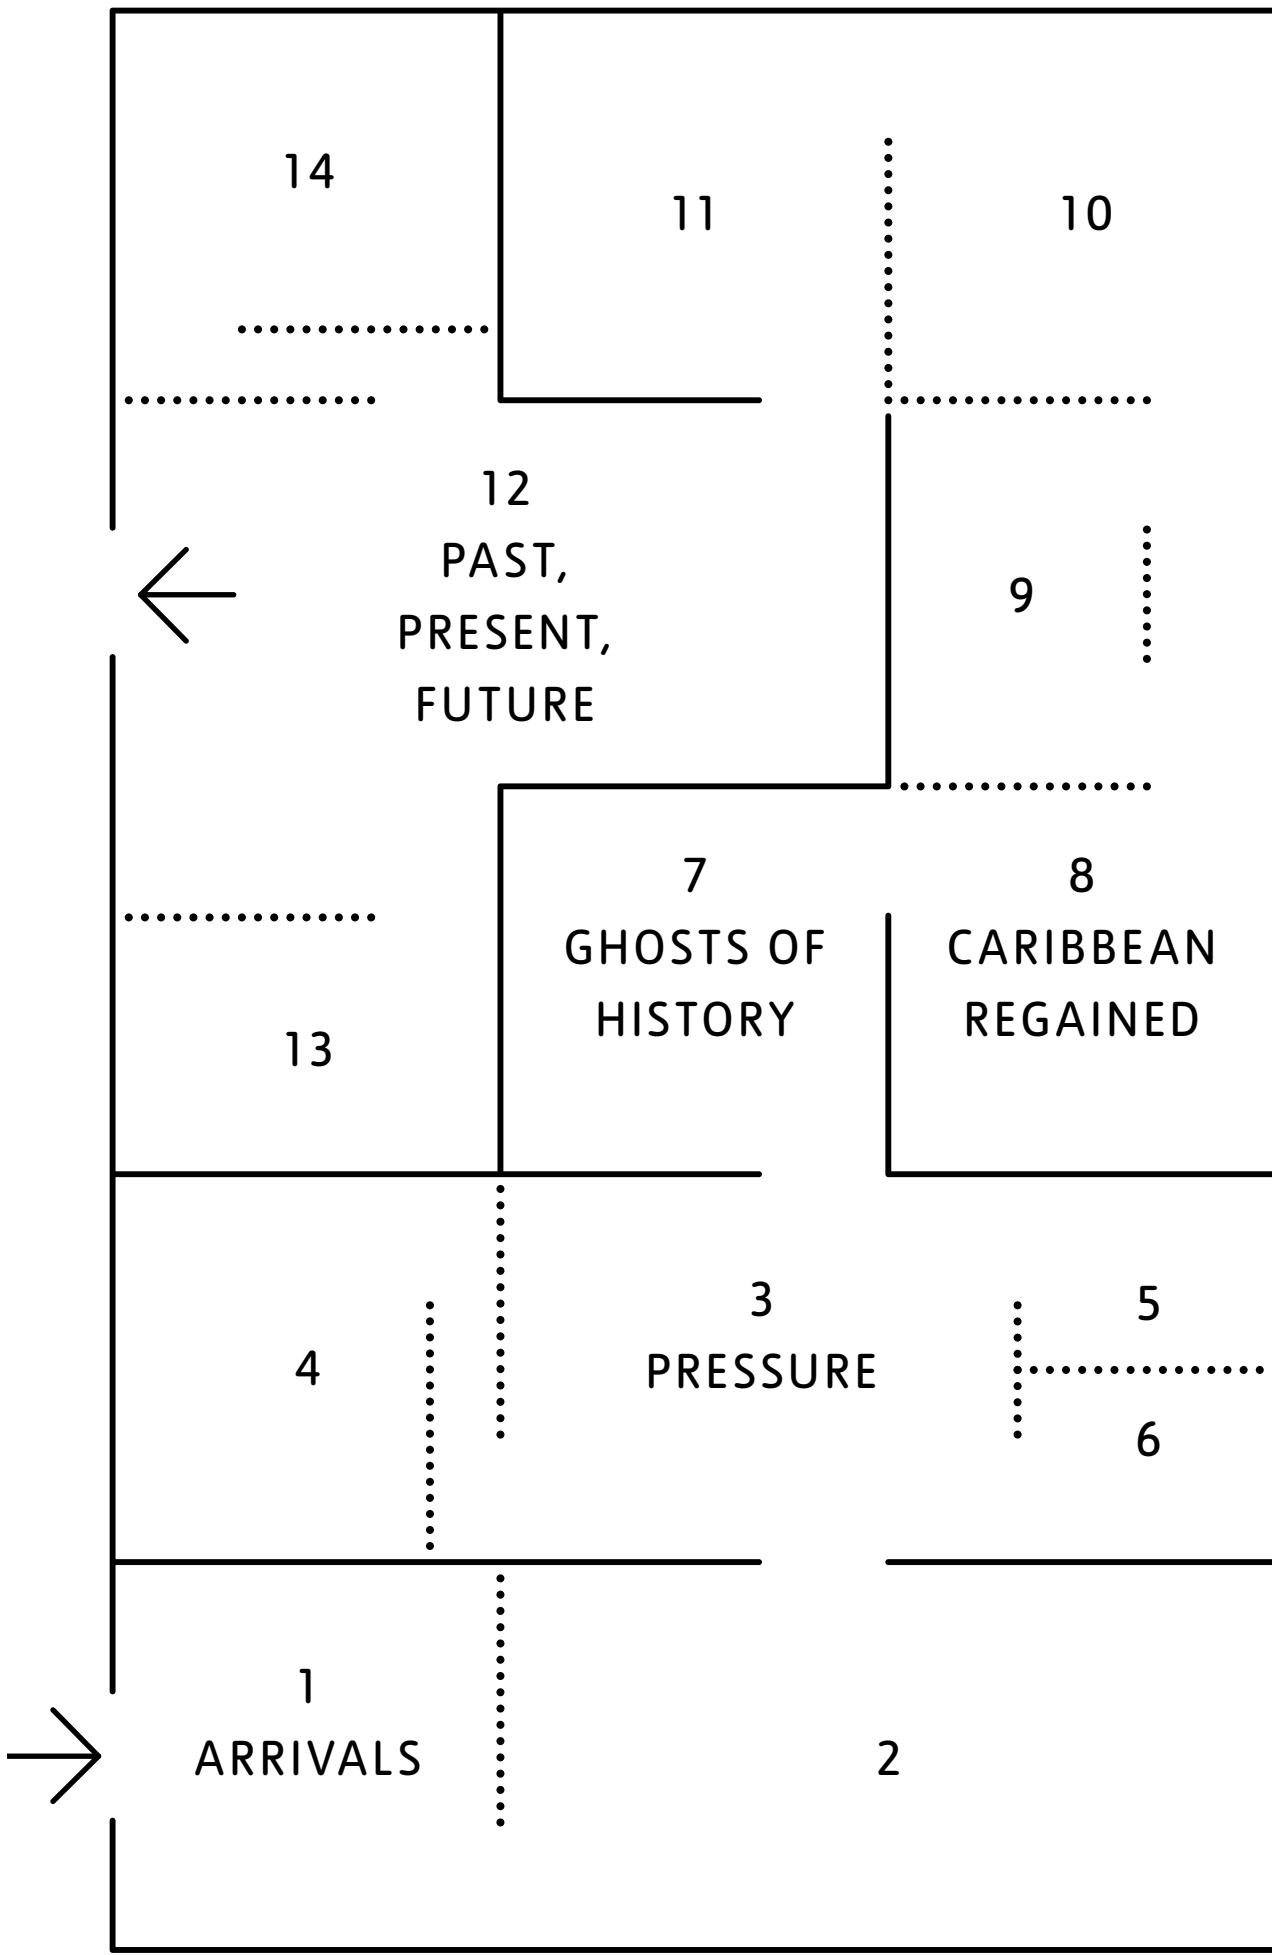 14
11
10
12
PAST,
PRESENT,
FUTURE
9
7
GHOSTS OF
HISTORY
8
CARIBBEAN
REGAINED
13
3
PRESSURE
4
5
6
1
ARRIVALS
2